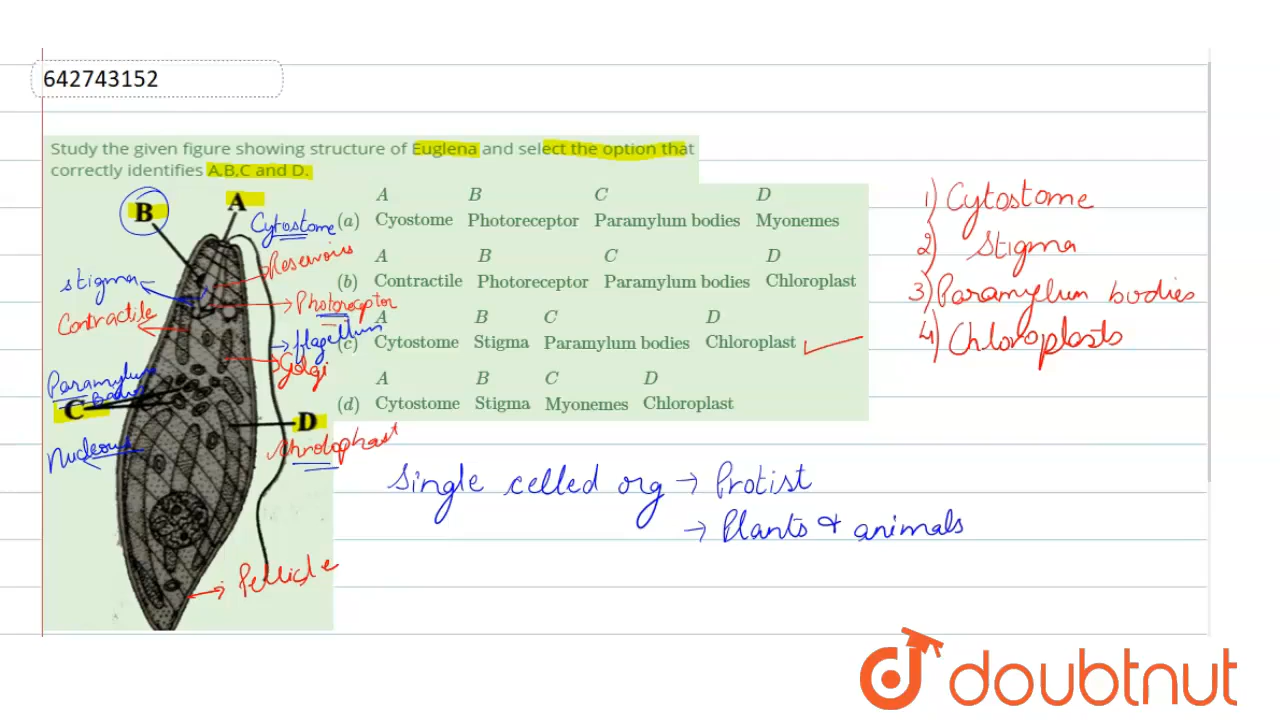 642743152
Study the given figure showing structure of Euglena and select the option that
correctly identifies A,B,C and D.
B
A
Cytostome
A B C D
(a) Cyostome Photoreceptor Paramylum bodies Myonemes
Reservoirs
A B C D
(b) Contractile Photoreceptor Paramylum bodies Chloroplast
stigma
Photoreceptor
Contractile
A B C D
(c) Cytostome Stigma Paramylum bodies Chloroplast
flagellum
Golgi
A B C D
(d) Cytostome Stigma Myonemes Chloroplast
Paramylum
Bodies
C
D
Nucleous
1) Cytostome
2) Stigma
3) Paramylum bodies
4) Chloroplasts
Single celled org → Protist
→ Plants & animals
Pellicle
doubtnut